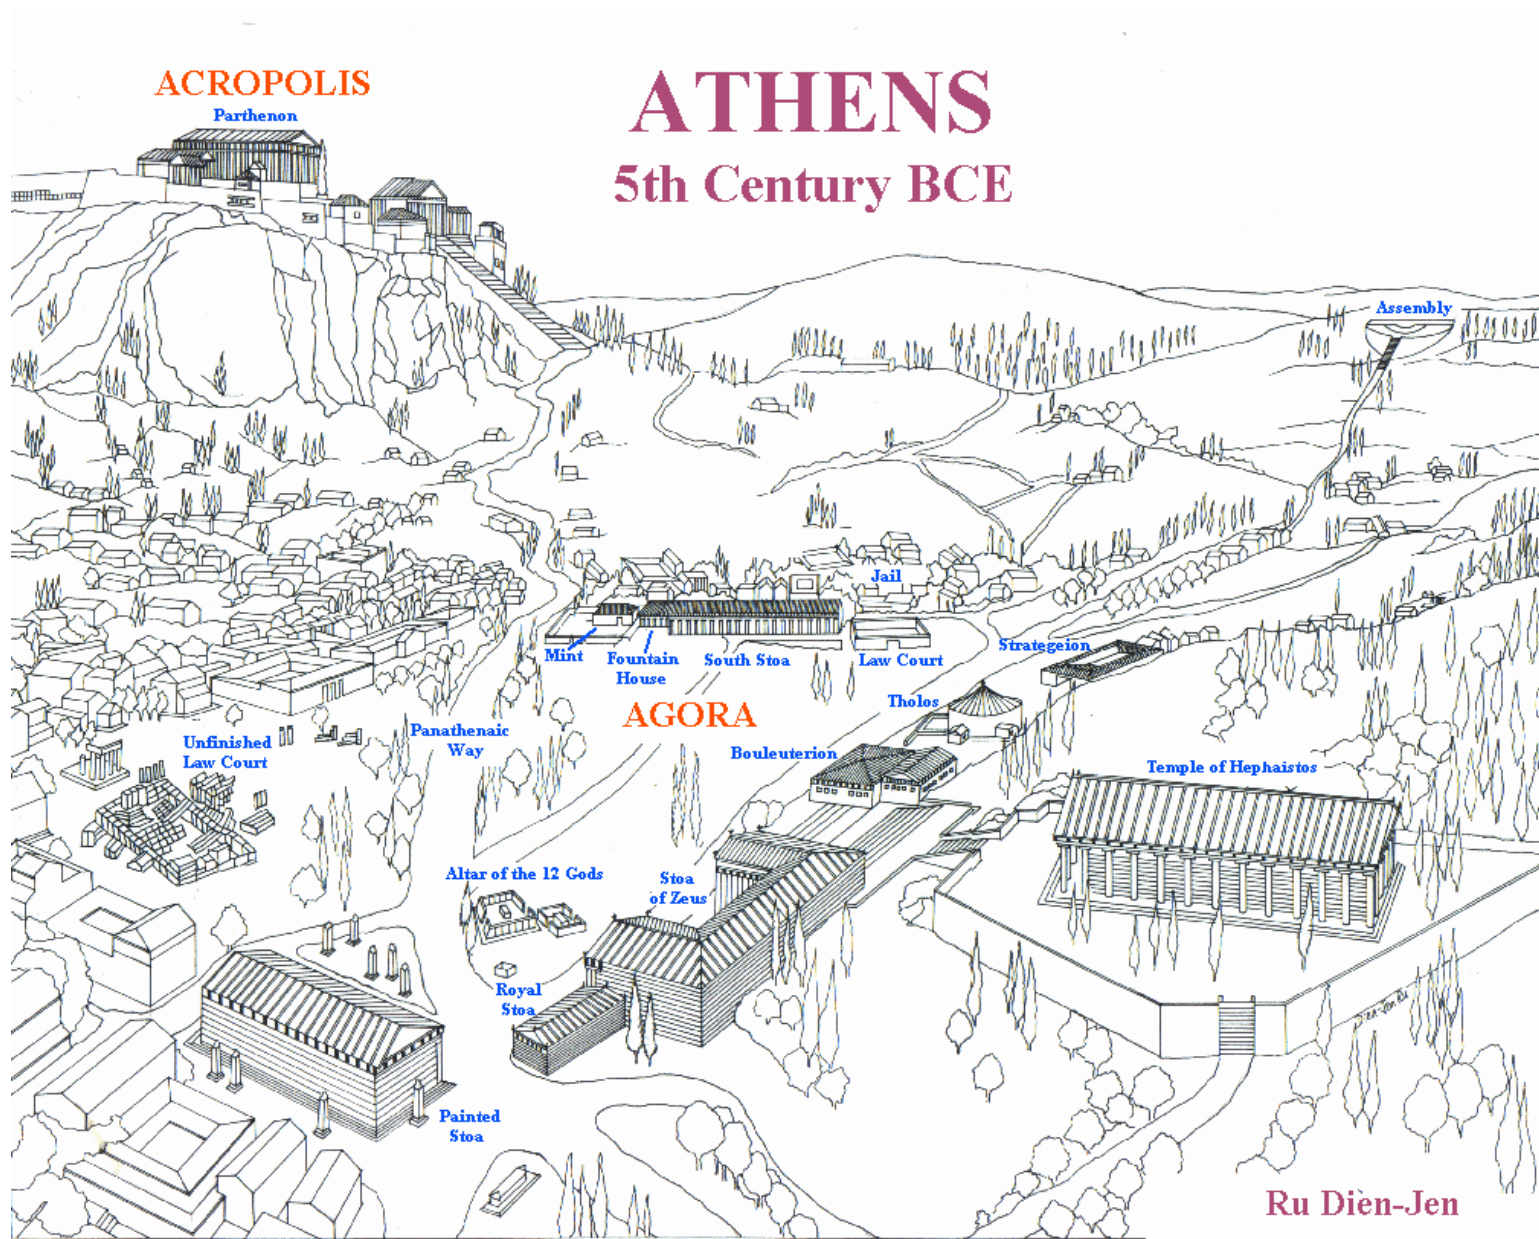 ATHENS
5th Century BCE
ACROPOLIS
Parthenon
Assembly
Jail
Mint
Fountain
House
South Stoa
Law Court
Strategeion
AGORA
Tholos
Panathenaic
Way
Unfinished
Law Court
Bouleuterion
Temple of Hephaistos
Altar of the 12 Gods
Stoa
of Zeus
Royal
Stoa
Painted
Stoa
Ru Dien-Jen